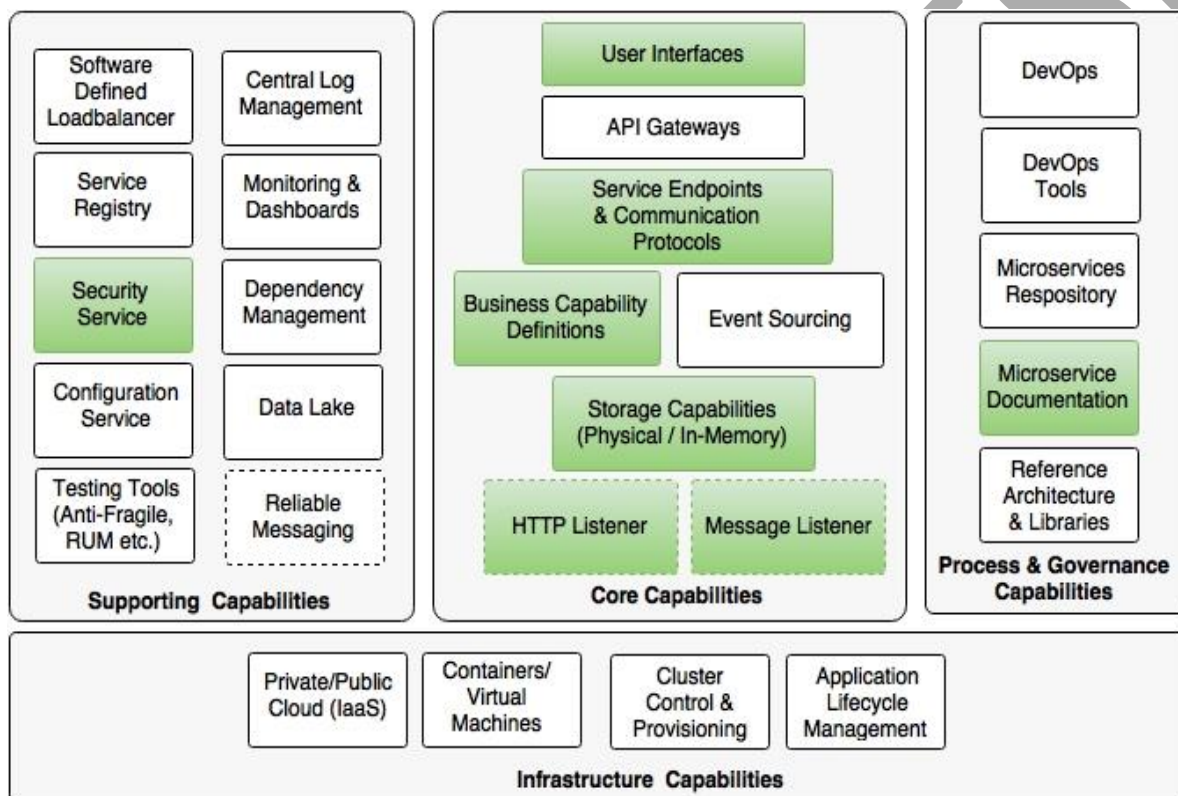 Software
Defined
Loadbalancer
Central Log
Management
Service
Registry
Monitoring &
Dashboards
Security
Service
Dependency
Management
Configuration
Service
Data Lake
Testing Tools
(Anti-Fragile,
RUM etc.)
Reliable
Messaging
Supporting Capabilities
User Interfaces
API Gateways
Service Endpoints
& Communication
Protocols
Business Capability
Definitions
Event Sourcing
Storage Capabilities
(Physical / In-Memory)
HTTP Listener
Message Listener
Core Capabilities
DevOps
DevOps
Tools
Microservices
Respository
Microservice
Documentation
Reference
Architecture
& Libraries
Process & Governance
Capabilities
Private/Public
Cloud (IaaS)
Containers/
Virtual
Machines
Cluster
Control &
Provisioning
Application
Lifecycle
Management
Infrastructure Capabilities